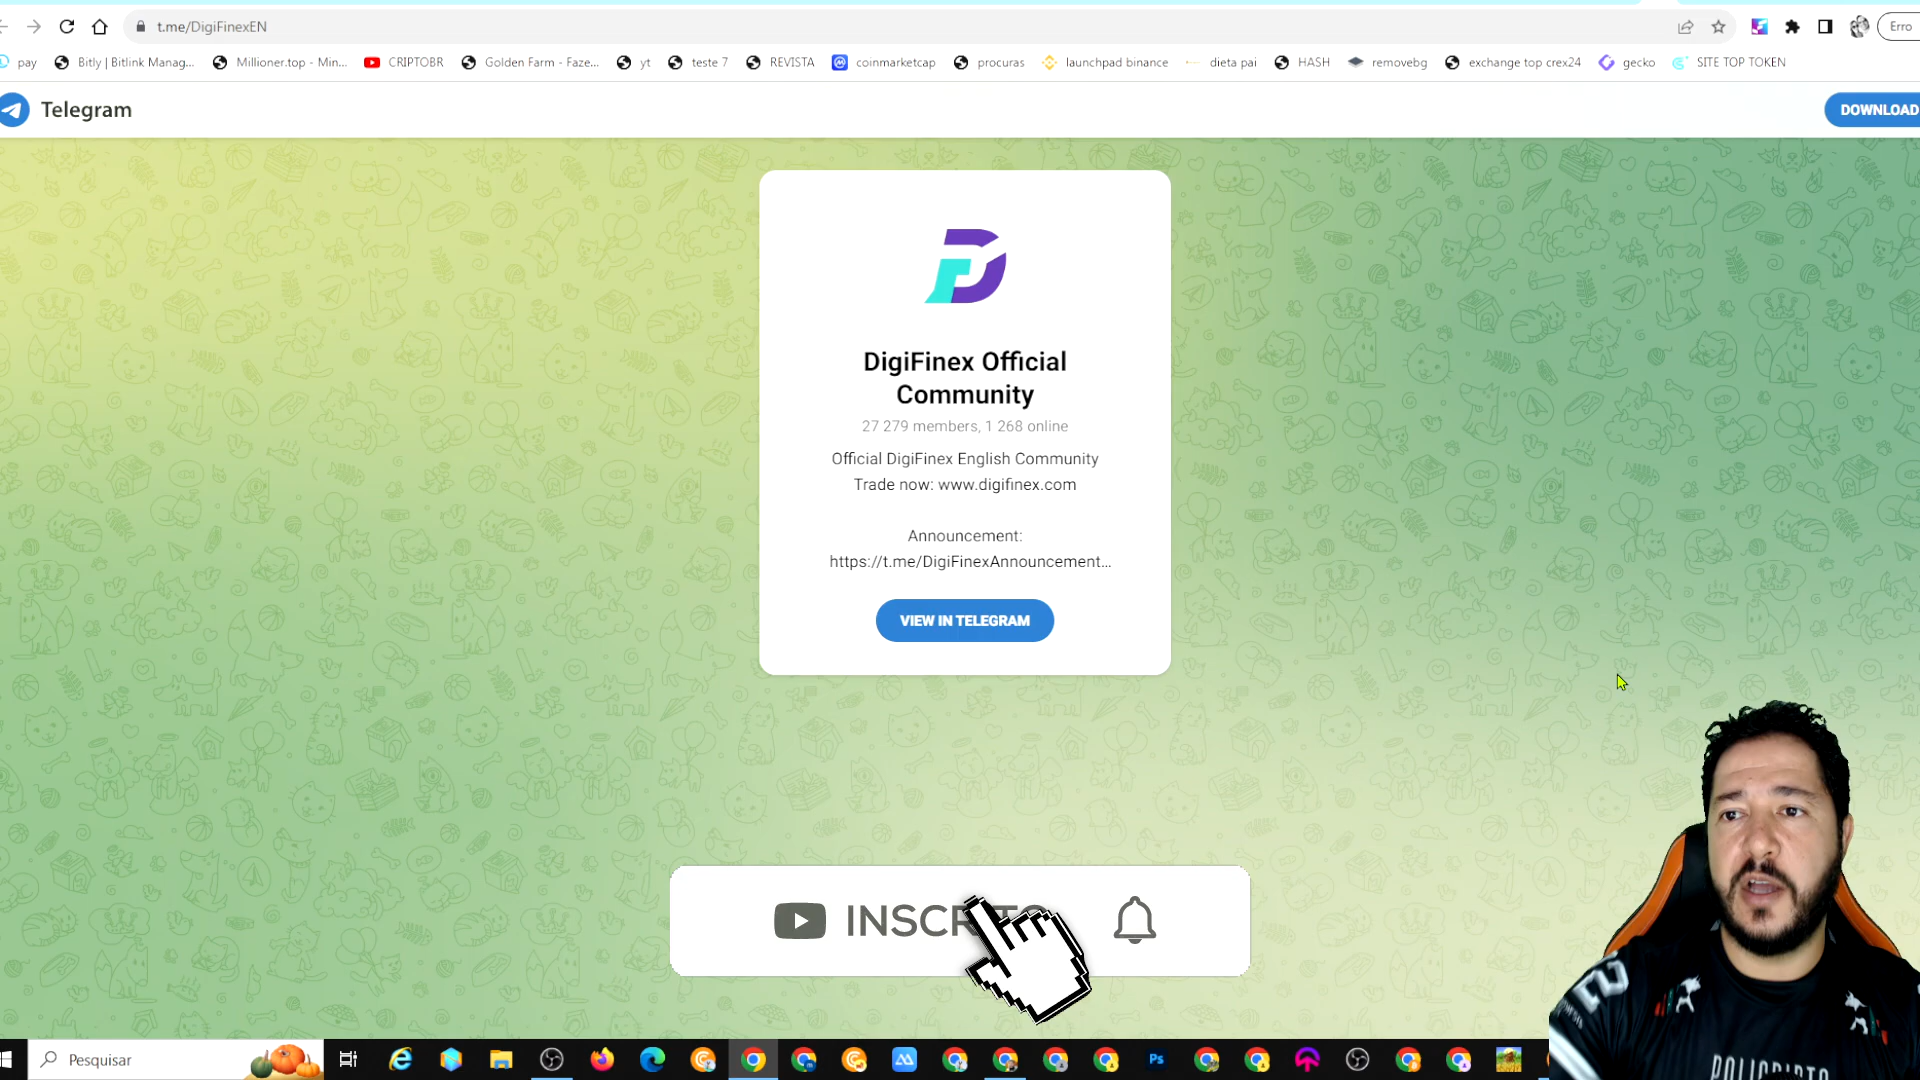 t.me/DigiFinexEN
Erro
pay
Bitly | Bitlink Manag...
Millioner.top - Min...
CRIPTOBR
Golden Farm - Faze...
yt
teste 7
REVISTA
coinmarketcap
procuras
launchpad binance
dieta pai
HASH
removebg
exchange top crex24
gecko
SITE TOP TOKEN
Telegram
DOWNLOAD
DigiFinex Official
Community
27 279 members, 1 268 online
Official DigiFinex English Community
Trade now: www.digifinex.com
Announcement:
https://t.me/DigiFinexAnnouncement...
VIEW IN TELEGRAM
Pesquisar
Ps